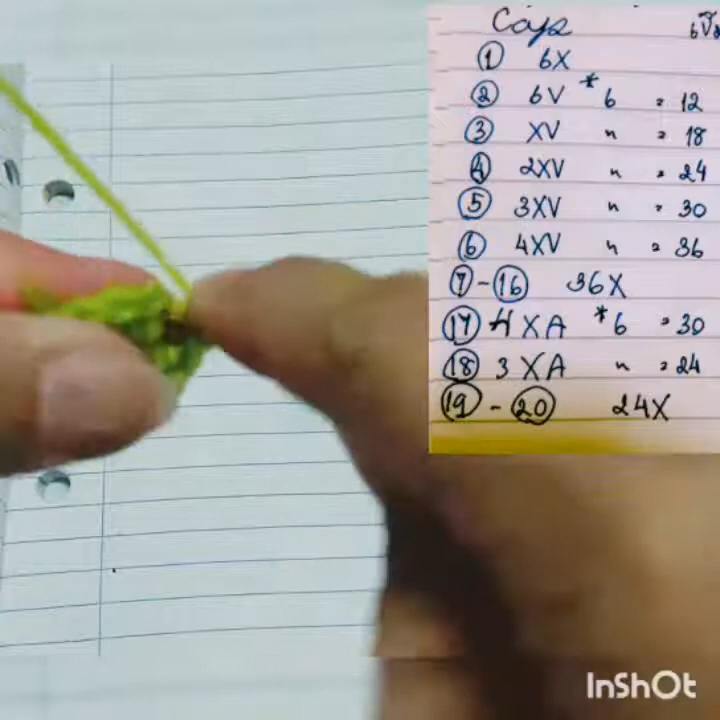 Caps
① 6X
② 6V * 6 = 12
③ XV " = 18
④ 2XV " = 24
⑤ 3XV " = 30
⑥ 4XV " = 36
⑦ - ⑯ 36X
⑰ 4XA * 6 = 30
⑱ 3XA " = 24
⑲ - ⑳ 24X
InShOt